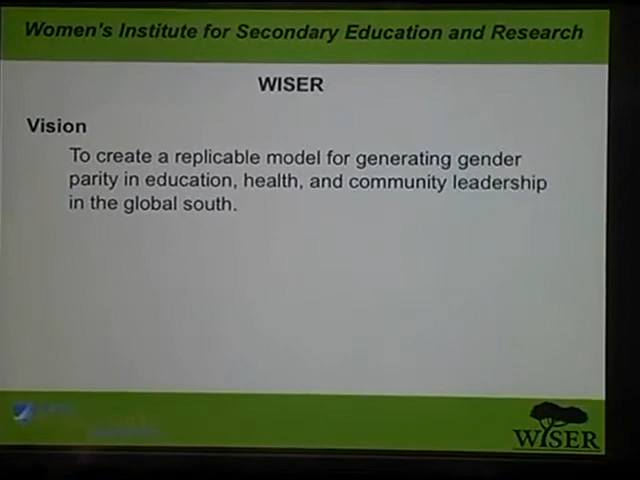 Women's Institute for Secondary Education and Research
WISER
Vision
To create a replicable model for generating gender
parity in education, health, and community leadership
in the global south.
WISER